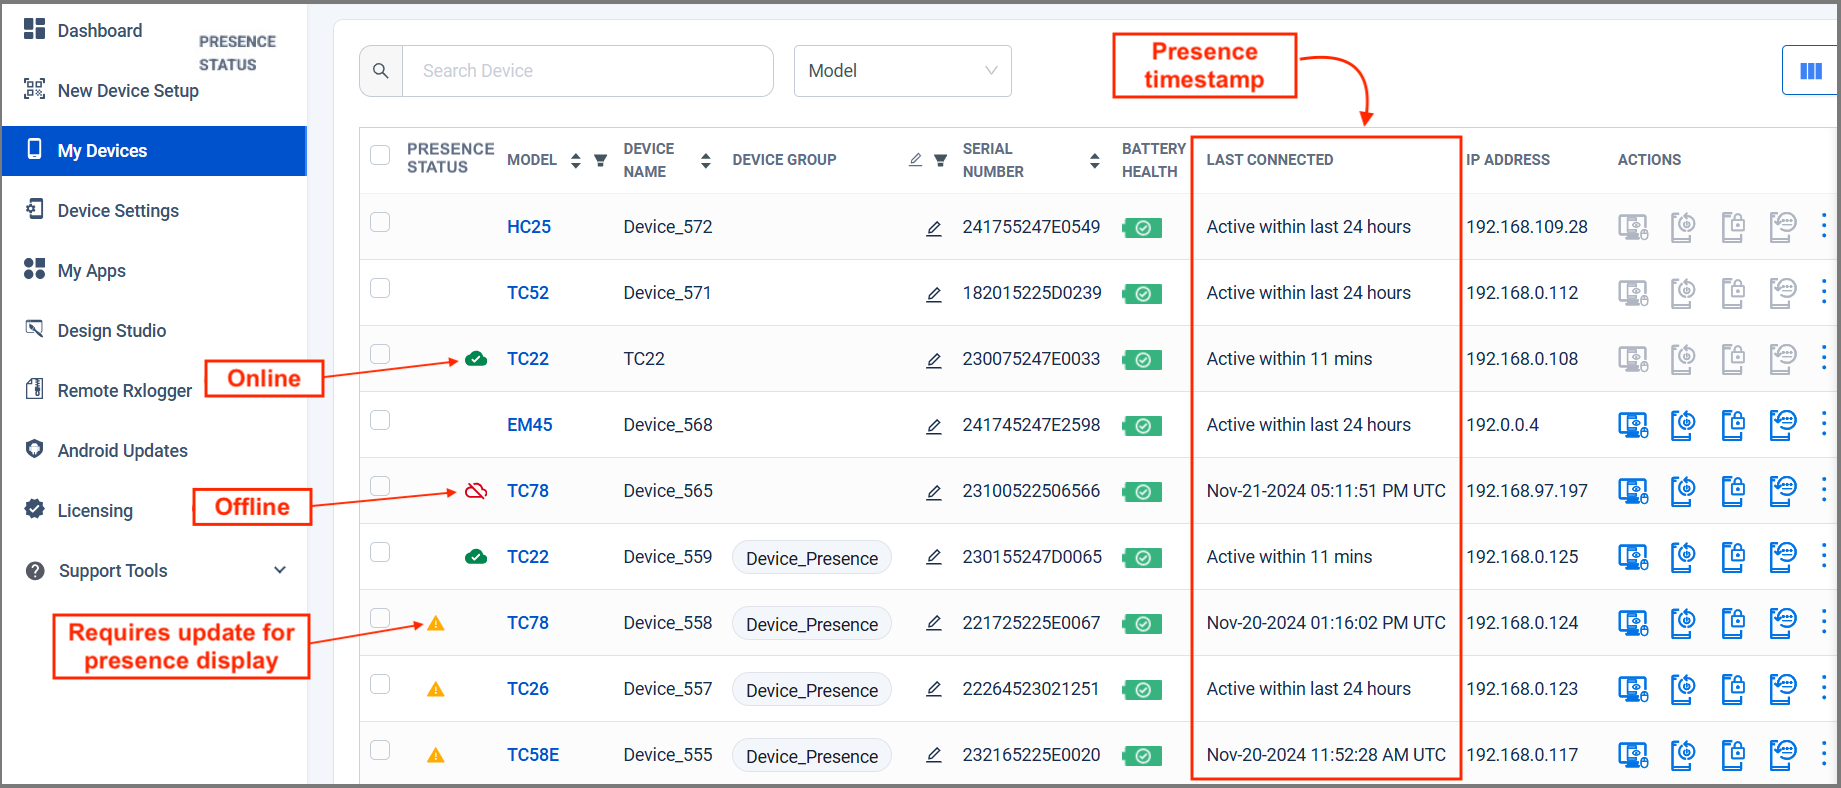 Dashboard
PRESENCE
STATUS
New Device Setup
My Devices
Device Settings
My Apps
Design Studio
Remote Rxlogger
Android Updates
Licensing
Support Tools
Online
Offline
Requires update for
presence display
Search Device
Model
Presence
timestamp
PRESENCE
STATUS
MODEL
DEVICE
NAME
DEVICE GROUP
SERIAL
NUMBER
BATTERY
HEALTH
LAST CONNECTED
IP ADDRESS
ACTIONS
HC25 Device_572 241755247E0549 Active within last 24 hours 192.168.109.28
TC52 Device_571 182015225D0239 Active within last 24 hours 192.168.0.112
TC22 TC22 230075247E0033 Active within 11 mins 192.168.0.108
EM45 Device_568 241745247E2598 Active within last 24 hours 192.0.0.4
TC78 Device_565 23100522506566 Nov-21-2024 05:11:51 PM UTC 192.168.97.197
TC22 Device_559 Device_Presence 230155247D0065 Active within 11 mins 192.168.0.125
TC78 Device_558 Device_Presence 221725225E0067 Nov-20-2024 01:16:02 PM UTC 192.168.0.124
TC26 Device_557 Device_Presence 22264523021251 Active within last 24 hours 192.168.0.123
TC58E Device_555 Device_Presence 232165225E0020 Nov-20-2024 11:52:28 AM UTC 192.168.0.117